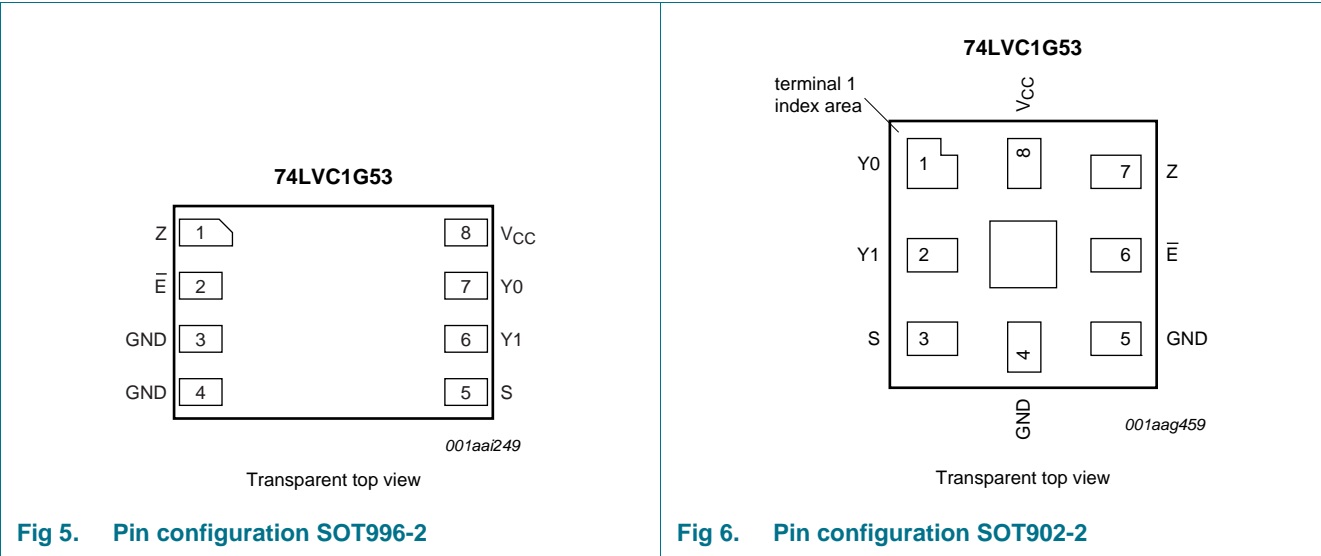 74LVC1G53
Z 1 8 VCC
E̅ 2 7 Y0
GND 3 6 Y1
GND 4 5 S
001aai249
Transparent top view
Fig 5. Pin configuration SOT996-2
74LVC1G53
terminal 1
index area
VCC
Y0 1 8 7 Z
Y1 2 6 E̅
S 3 4 5 GND
GND
001aag459
Transparent top view
Fig 6. Pin configuration SOT902-2